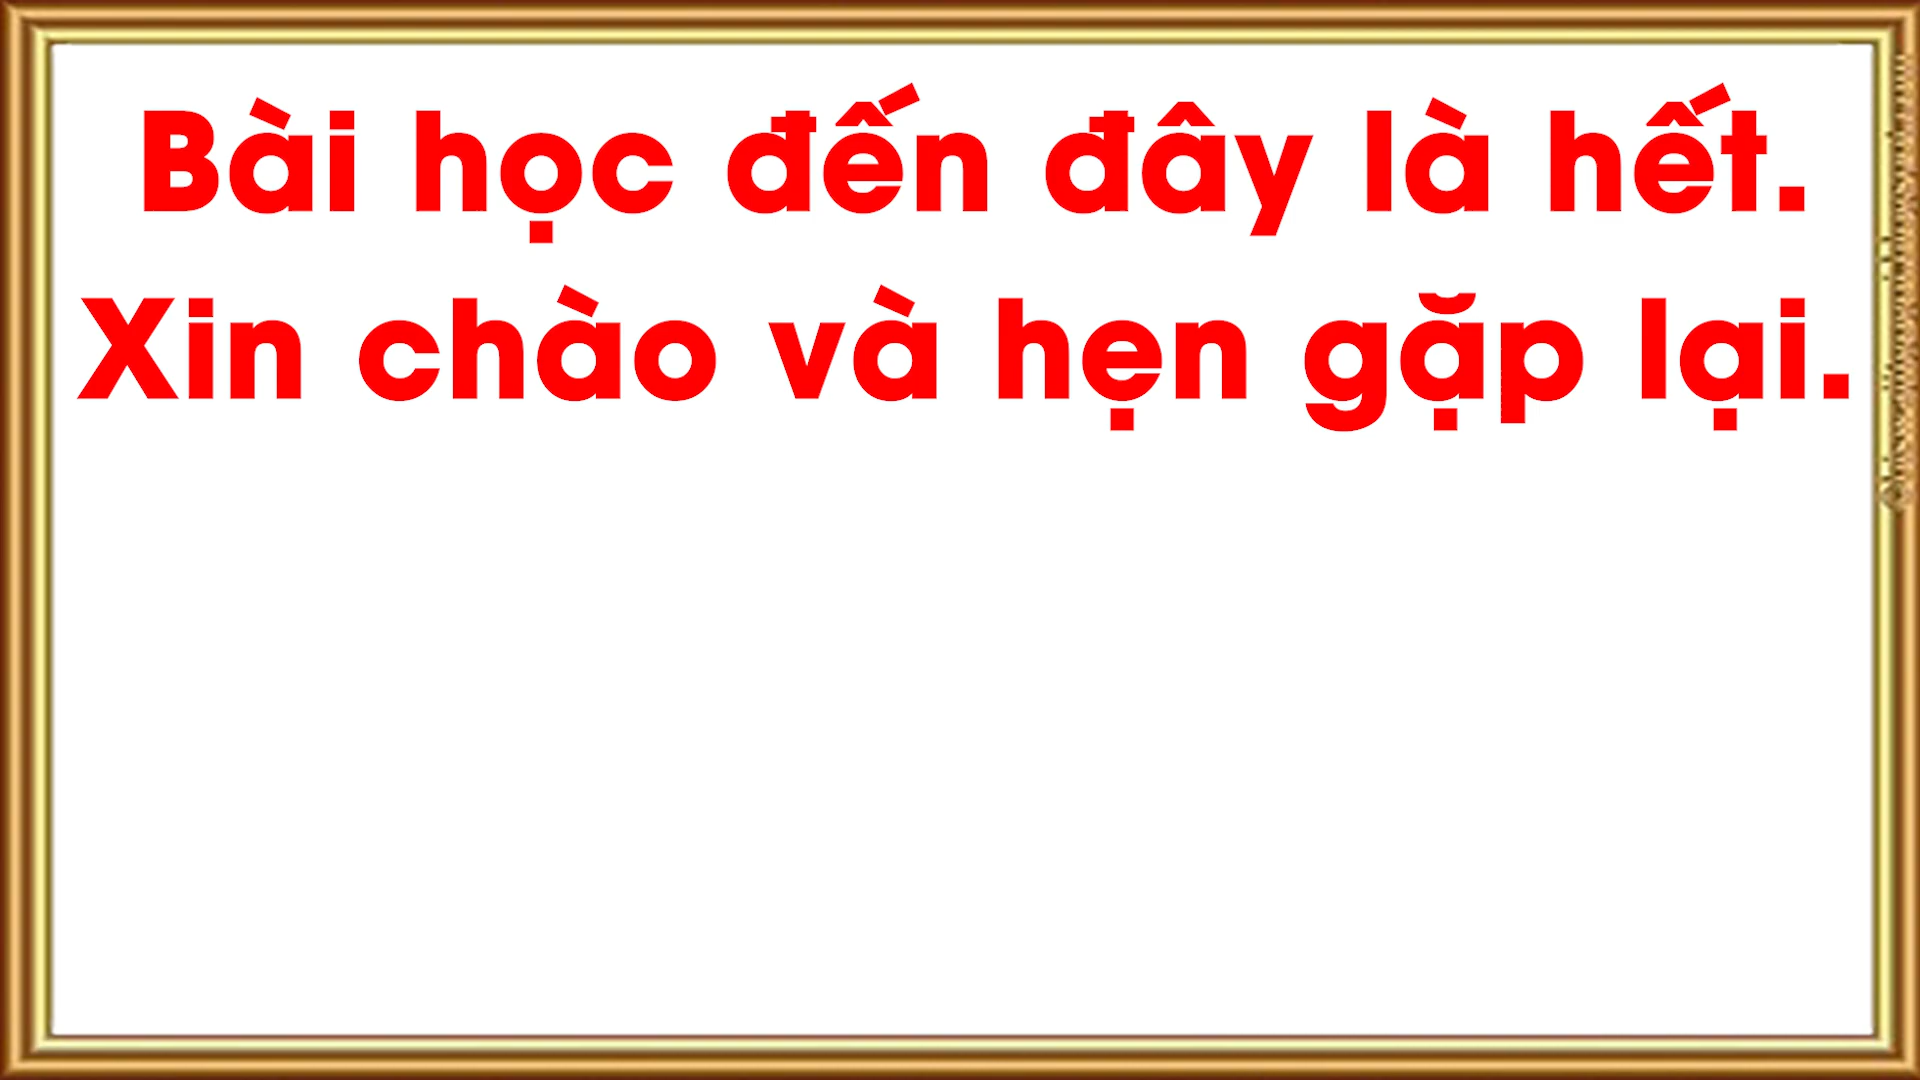 Bài học đến đây là hết.
Xin chào và hẹn gặp lại.